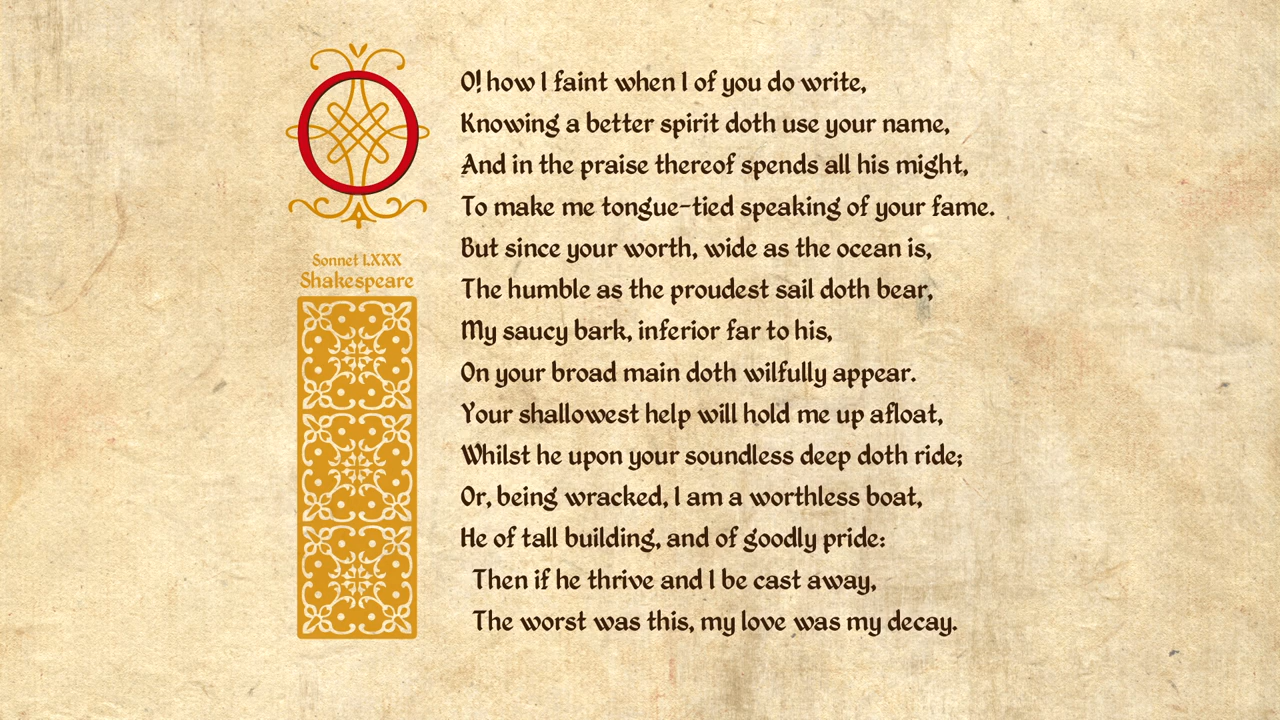 O
Sonnet LXXX
Shakespeare
O! how I faint when I of you do write,
Knowing a better spirit doth use your name,
And in the praise thereof spends all his might,
To make me tongue-tied speaking of your fame.
But since your worth, wide as the ocean is,
The humble as the proudest sail doth bear,
My saucy bark, inferior far to his,
On your broad main doth wilfully appear.
Your shallowest help will hold me up afloat,
Whilst he upon your soundless deep doth ride;
Or, being wracked, I am a worthless boat,
He of tall building, and of goodly pride:
Then if he thrive and I be cast away,
The worst was this, my love was my decay.